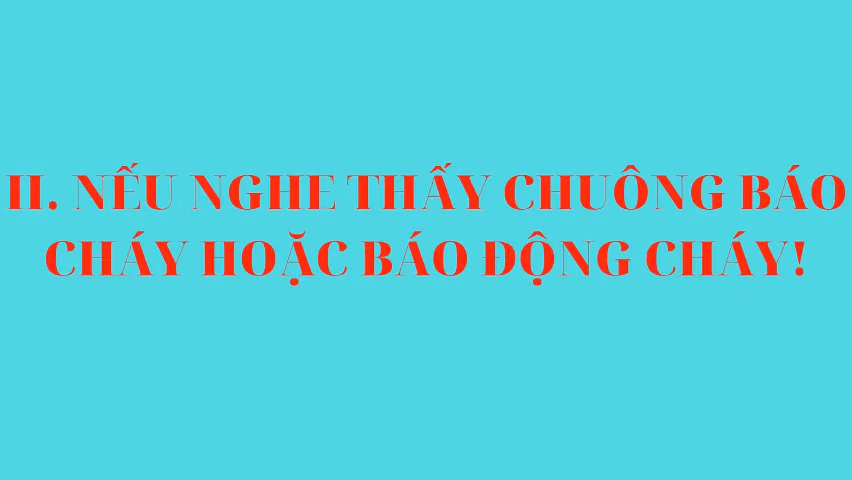 II. NẾU NGHE THẤY CHUÔNG BÁO
CHÁY HOẶC BÁO ĐỘNG CHÁY!